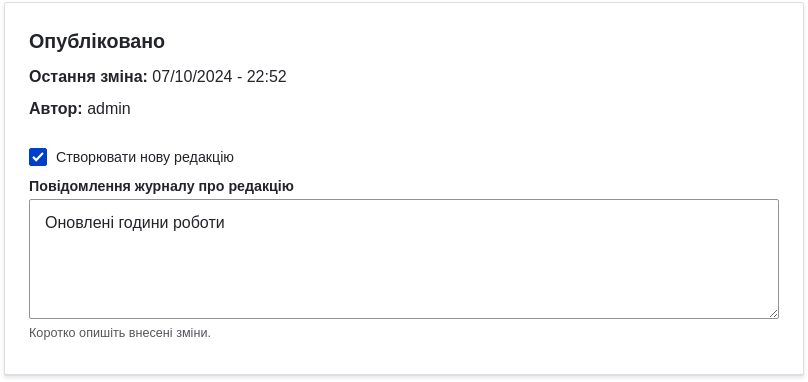 Опубліковано
Остання зміна: 07/10/2024 - 22:52
Автор: admin
Створювати нову редакцію
Повідомлення журналу про редакцію
Оновлені години роботи
Коротко опишіть внесені зміни.